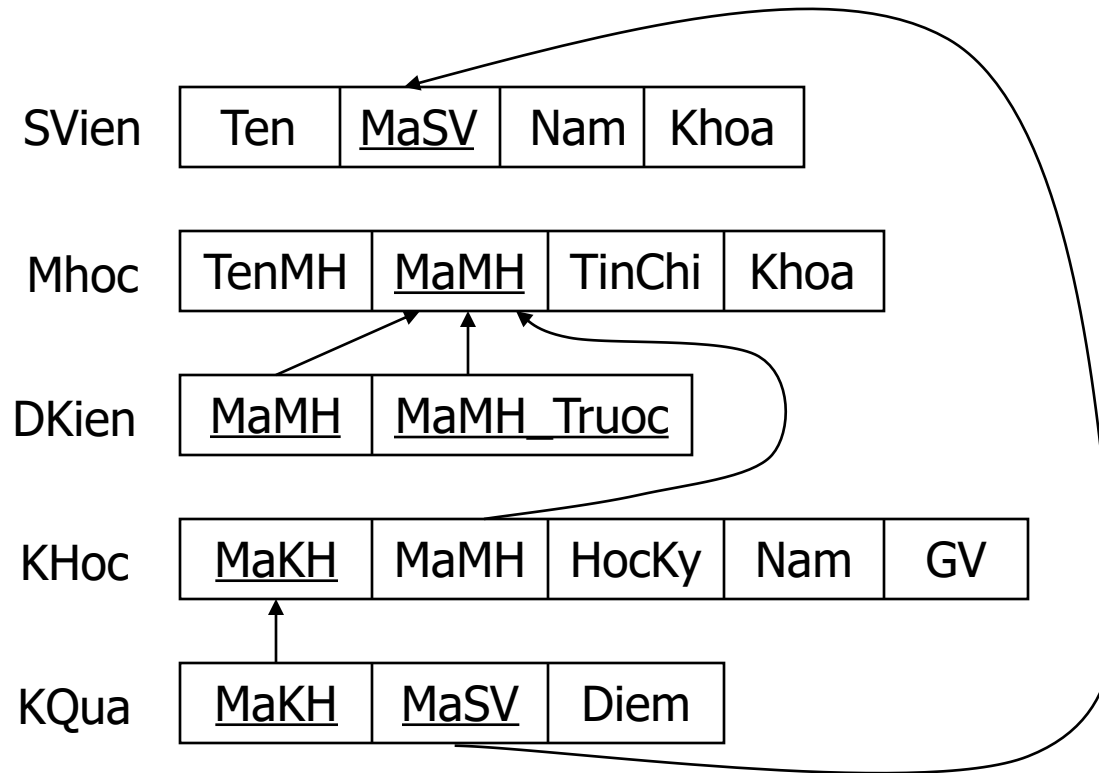 SVien Ten MaSV Nam Khoa
Mhoc TenMH MaMH TinChi Khoa
DKien MaMH MaMH_Truoc
KHoc MaKH MaMH HocKy Nam GV
KQua MaKH MaSV Diem